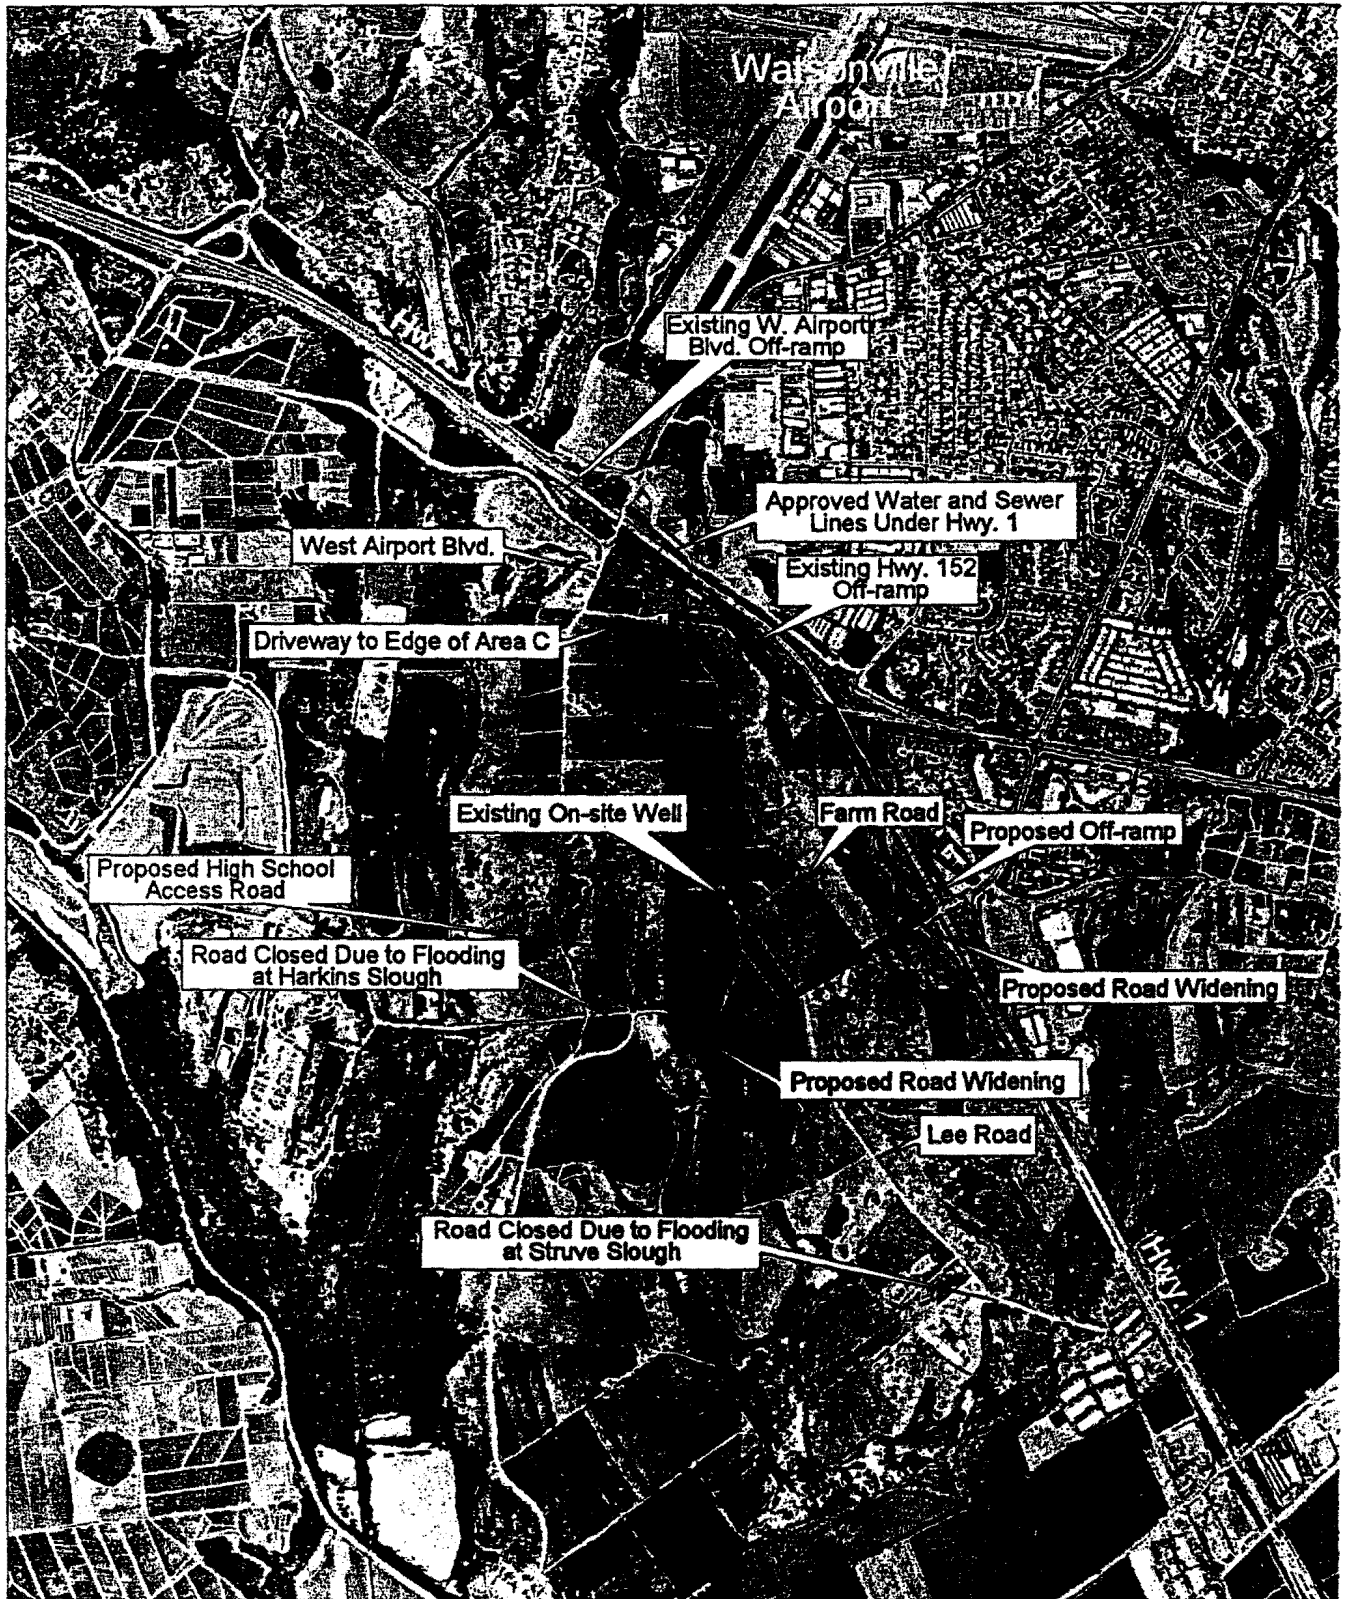 Watsonville
Airport
Hwy. 1
Existing W. Airport
Blvd. Off-ramp
Approved Water and Sewer
Lines Under Hwy. 1
West Airport Blvd.
Existing Hwy. 152
Off-ramp
Driveway to Edge of Area C
Existing On-site Well
Farm Road
Proposed Off-ramp
Proposed High School
Access Road
Road Closed Due to Flooding
at Harkins Slough
Proposed Road Widening
Proposed Road Widening
Lee Road
Road Closed Due to Flooding
at Struve Slough
Hwy. 1